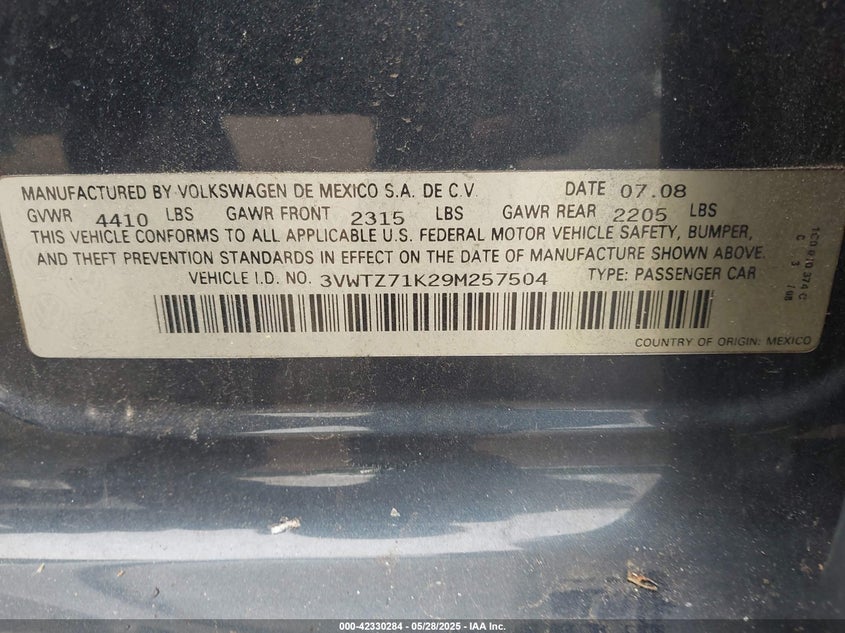 MANUFACTURED BY VOLKSWAGEN DE MEXICO S.A. DE C.V. DATE 07.08
GVWR 4410 LBS GAWR FRONT 2315 LBS GAWR REAR 2205 LBS
THIS VEHICLE CONFORMS TO ALL APPLICABLE U.S. FEDERAL MOTOR VEHICLE SAFETY, BUMPER,
AND THEFT PREVENTION STANDARDS IN EFFECT ON THE DATE OF MANUFACTURE SHOWN ABOVE.
VEHICLE I.D. NO. 3VWTZ71K29M257504 TYPE: PASSENGER CAR
COUNTRY OF ORIGIN: MEXICO
000-42330284 - 05/28/2025 - IAA Inc.